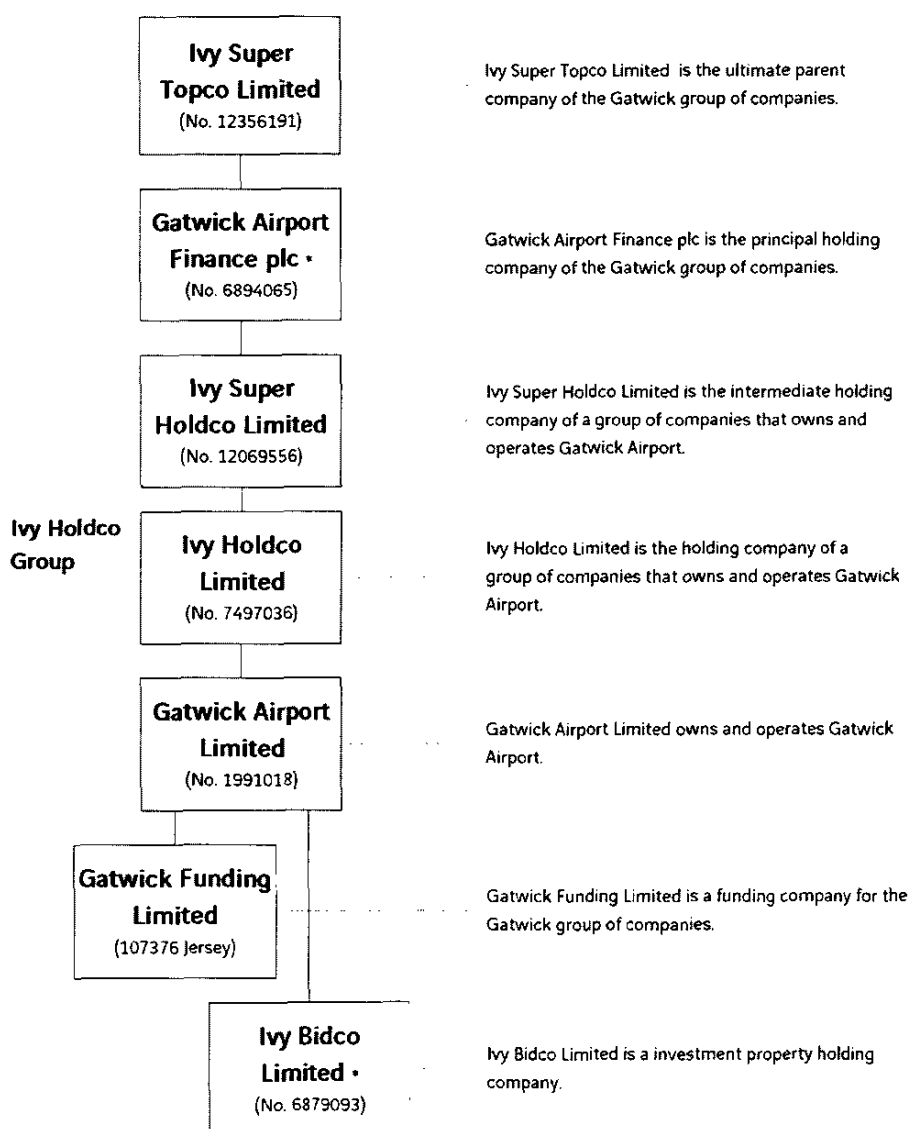 Ivy Super
Topco Limited
(No. 12356191)
Ivy Super Topco Limited is the ultimate parent
company of the Gatwick group of companies.
Gatwick Airport
Finance plc *
(No. 6894065)
Gatwick Airport Finance plc is the principal holding
company of the Gatwick group of companies.
Ivy Super
Holdco Limited
(No. 12069556)
Ivy Super Holdco Limited is the intermediate holding
company of a group of companies that owns and
operates Gatwick Airport.
Ivy Holdco
Group
Ivy Holdco
Limited
(No. 7497036)
Ivy Holdco Limited is the holding company of a
group of companies that owns and operates Gatwick
Airport.
Gatwick Airport
Limited
(No. 1991018)
Gatwick Airport Limited owns and operates Gatwick
Airport.
Gatwick Funding
Limited
(107376 Jersey)
Gatwick Funding Limited is a funding company for the
Gatwick group of companies.
Ivy Bidco
Limited *
(No. 6879093)
Ivy Bidco Limited is a investment property holding
company.